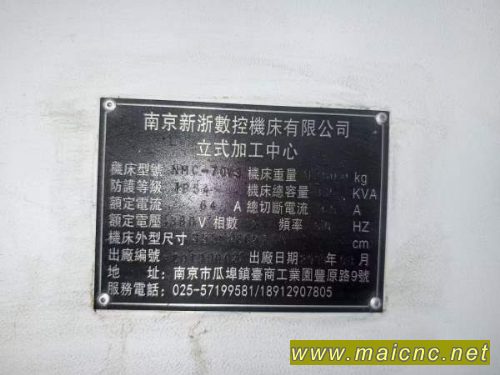 南京新浙數控機床有限公司
立式加工中心
機床型號 機床重量 kg
防護等級 IP54 機床總容量 KVA
額定電流 64 A 總切斷電流 A
額定電壓 380 V 相數 頻率 HZ
機床外型尺寸 cm
出廠編號 出廠日期 年 月
地 址: 南京市瓜埠鎮臺商工業園豐原路9號
服務電話: 025-57199581/18912907805
www.maicnc.net